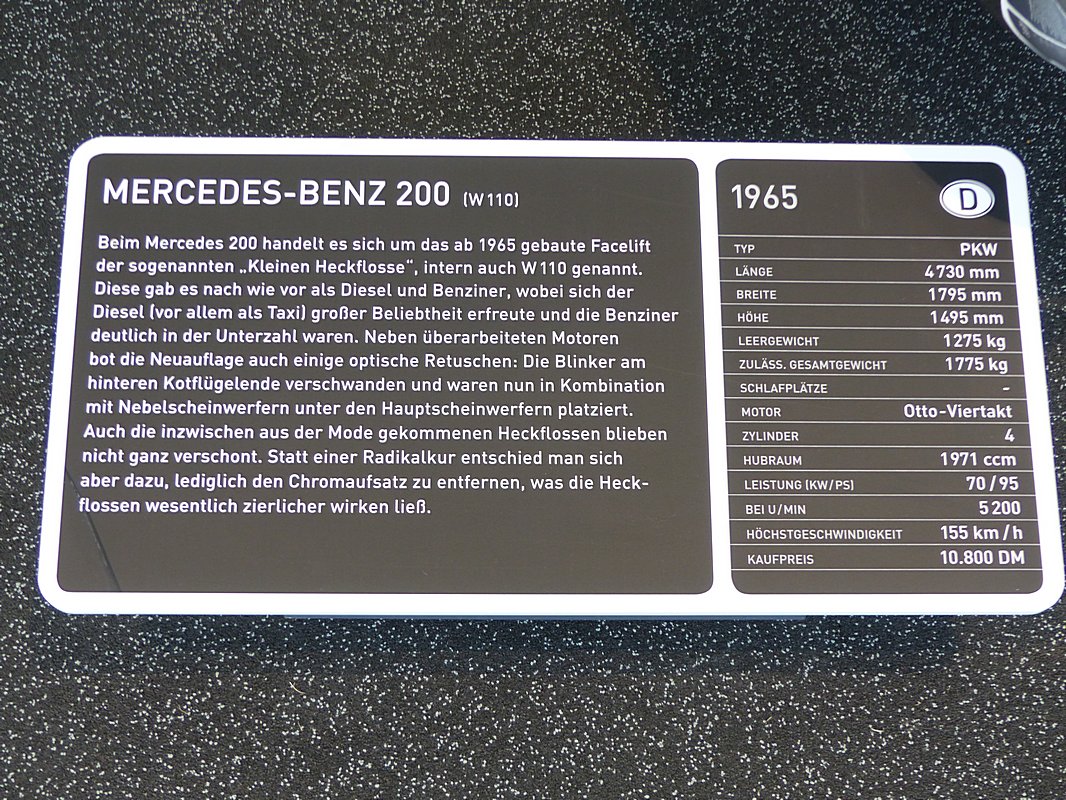 MERCEDES-BENZ 200 (W110)
Beim Mercedes 200 handelt es sich um das ab 1965 gebaute Facelift
der sogenannten „Kleinen Heckflosse“, intern auch W110 genannt.
Diese gab es nach wie vor als Diesel und Benziner, wobei sich der
Diesel (vor allem als Taxi) großer Beliebtheit erfreute und die Benziner
deutlich in der Unterzahl waren. Neben überarbeiteten Motoren
bot die Neuauflage auch einige optische Retuschen: Die Blinker am
hinteren Kotflügelende verschwanden und waren nun in Kombination
mit Nebelscheinwerfern unter den Hauptscheinwerfern platziert.
Auch die inzwischen aus der Mode gekommenen Heckflossen blieben
nicht ganz verschont. Statt einer Radikalkur entschied man sich
aber dazu, lediglich den Chromaufsatz zu entfernen, was die Heck-
flossen wesentlich zierlicher wirken ließ.
1965 D
TYP PKW
LÄNGE 4730 mm
BREITE 1795 mm
HÖHE 1495 mm
LEERGEWICHT 1275 kg
ZULÄSS. GESAMTGEWICHT 1775 kg
SCHLAFPLÄTZE -
MOTOR Otto-Viertakt
ZYLINDER 4
HUBRAUM 1971 ccm
LEISTUNG (KW/PS) 70/95
BEI U/MIN 5200
HÖCHSTGESCHWINDIGKEIT 155 km/h
KAUFPREIS 10.800 DM